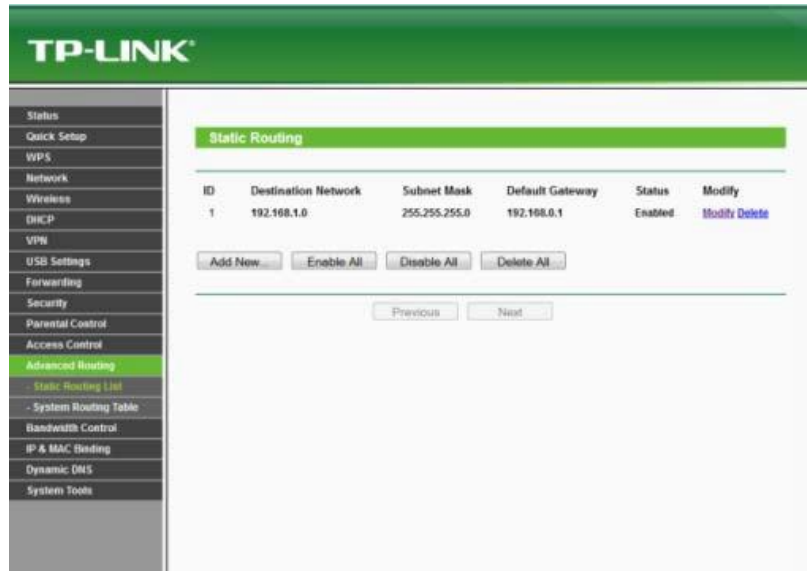 TP-LINK®
Status
Quick Setup
WPS
Network
Wireless
DHCP
VPN
USB Settings
Forwarding
Security
Parental Control
Access Control
Advanced Routing
- Static Routing List
- System Routing Table
Bandwidth Control
IP & MAC Binding
Dynamic DNS
System Tools
Static Routing
ID Destination Network Subnet Mask Default Gateway Status Modify
1 192.168.1.0 255.255.255.0 192.168.0.1 Enabled Modify Delete
Add New... Enable All Disable All Delete All
Previous Next